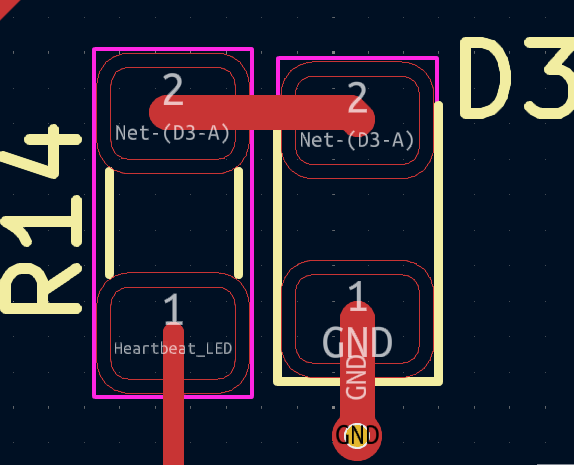 D3
R14
2
Net-(D3-A)
2
Net-(D3-A)
1
Heartbeat_LED
1
GND
GND
GND